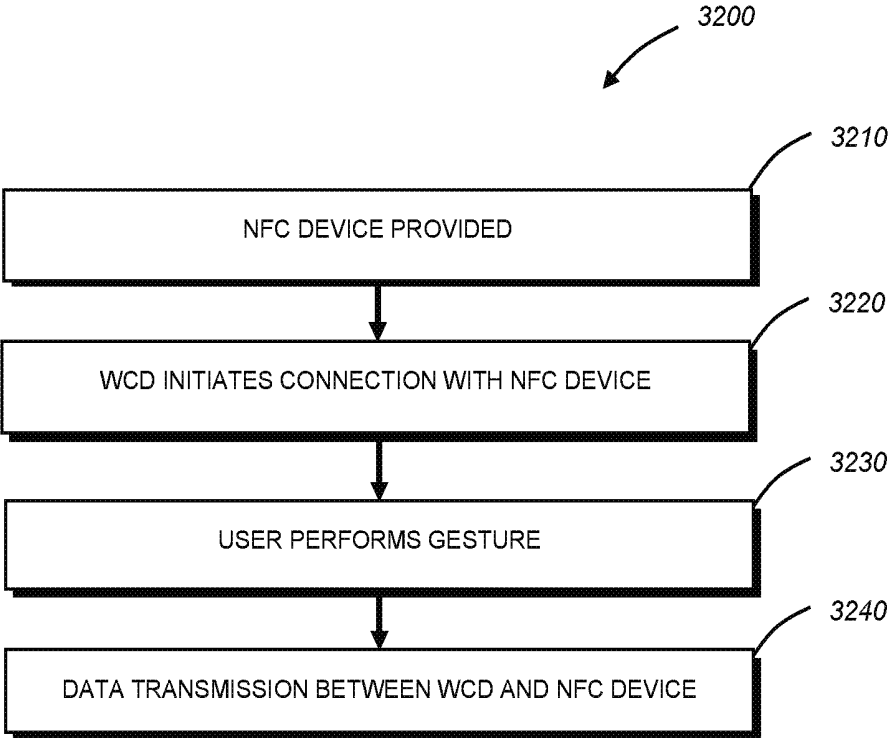 3200
3210
NFC DEVICE PROVIDED
3220
WCD INITIATES CONNECTION WITH NFC DEVICE
3230
USER PERFORMS GESTURE
3240
DATA TRANSMISSION BETWEEN WCD AND NFC DEVICE